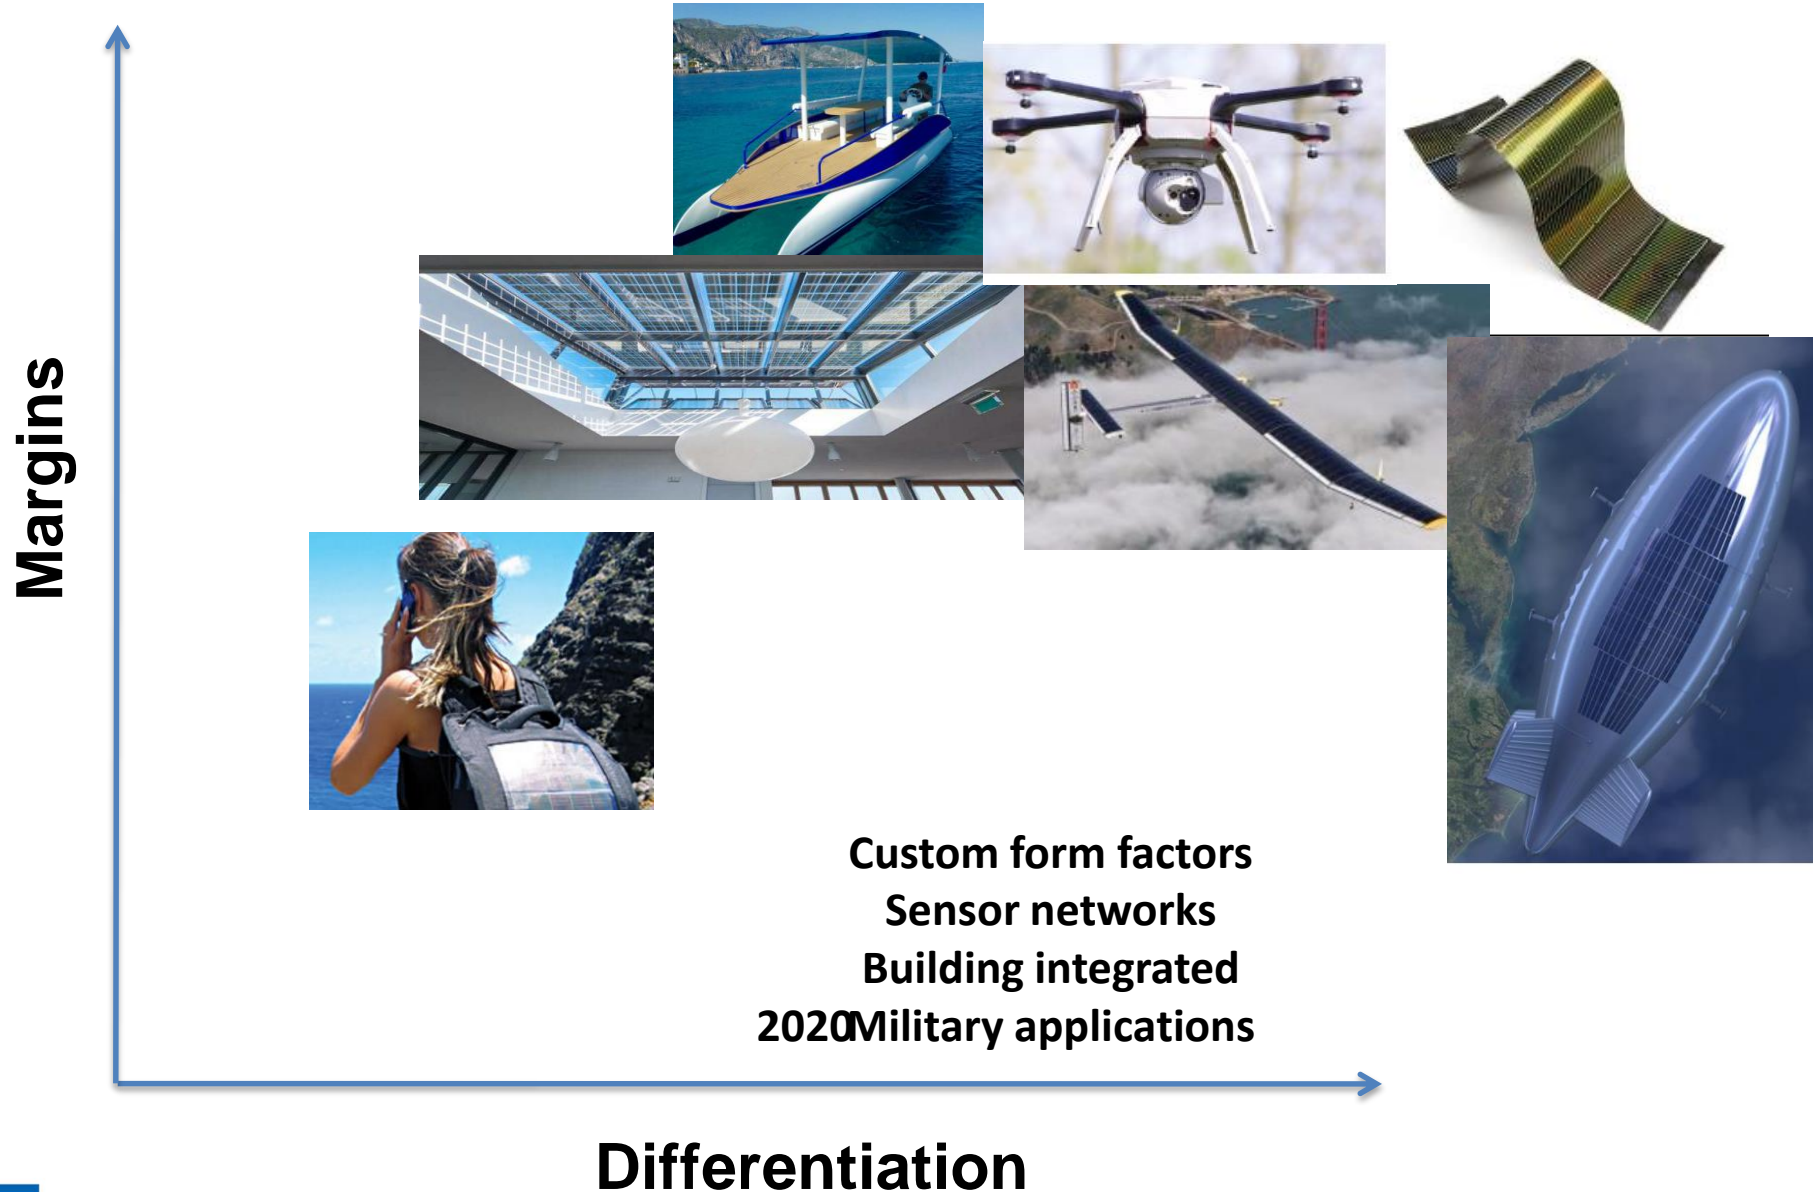 Margins
Custom form factors
Sensor networks
Building integrated
2020Military applications
Differentiation